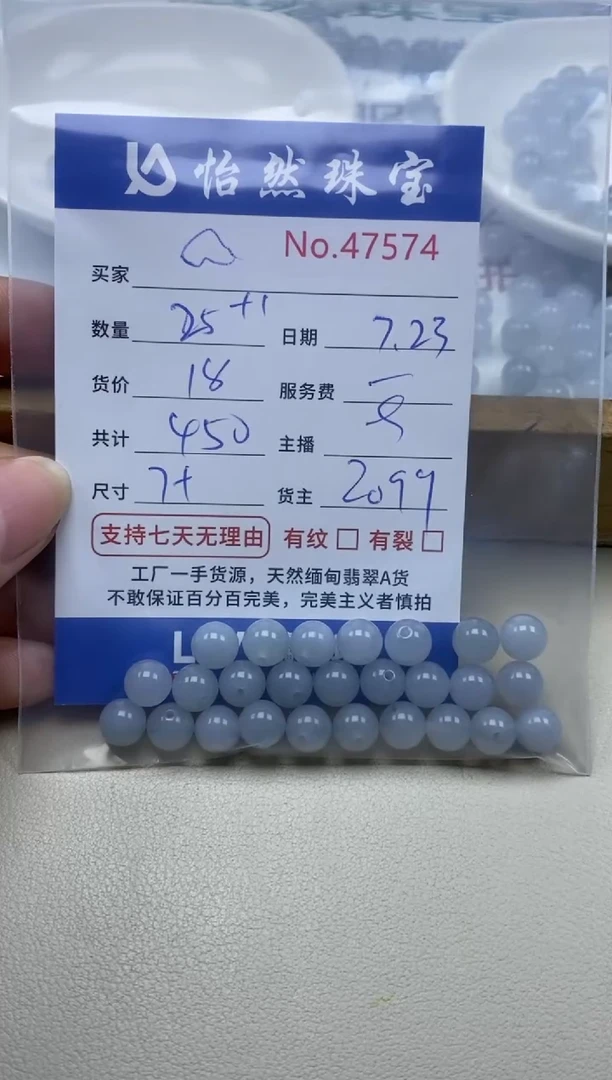 怡然珠宝
No.47574
买家
数量 25 +1 日期 7.23
货价 18 服务费 一
共计 450 主播
尺寸 7+ 货主 2099
支持七天无理由 有纹 □ 有裂 □
工厂一手货源，天然缅甸翡翠A货
不敢保证百分百完美，完美主义者慎拍